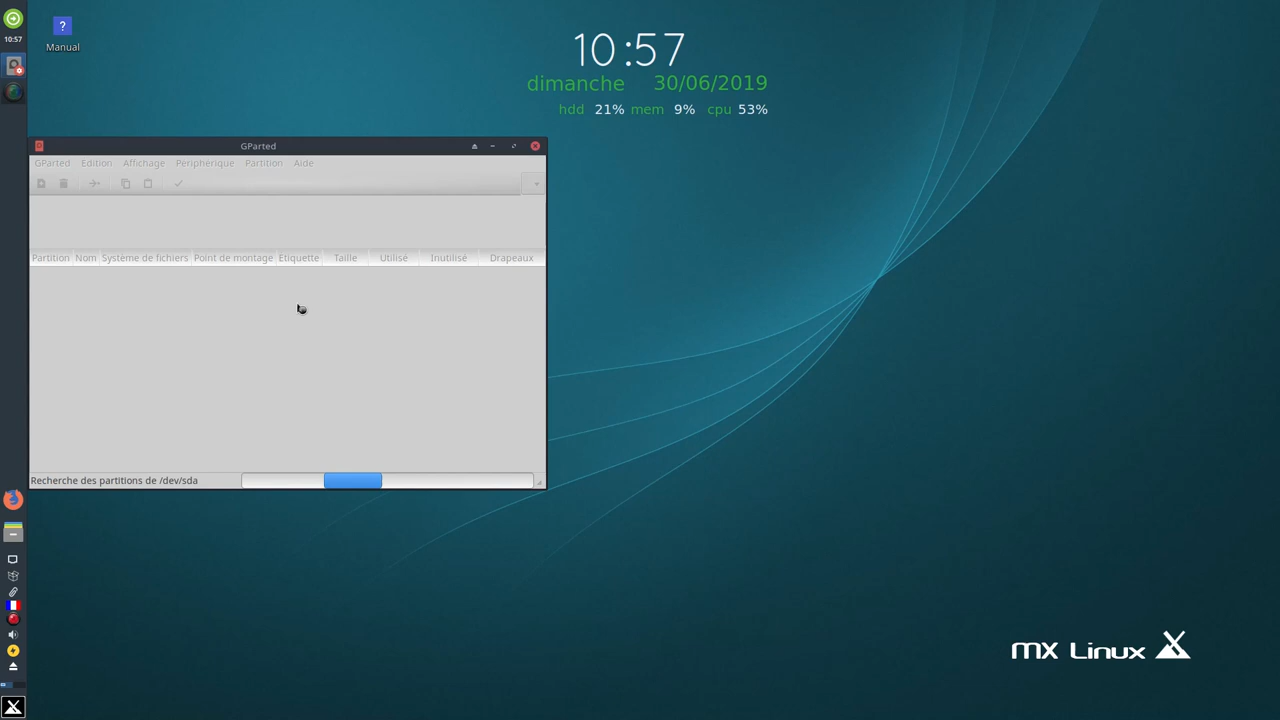 10:57
?
Manual
10:57
dimanche 30/06/2019
hdd 21% mem 9% cpu 53%
GParted
GParted Edition Affichage Peripherique Partition Aide
Partition Nom Système de fichiers Point de montage Étiquette Taille Utilisé Inutilisé Drapeaux
Recherche des partitions de /dev/sda
mx Linux